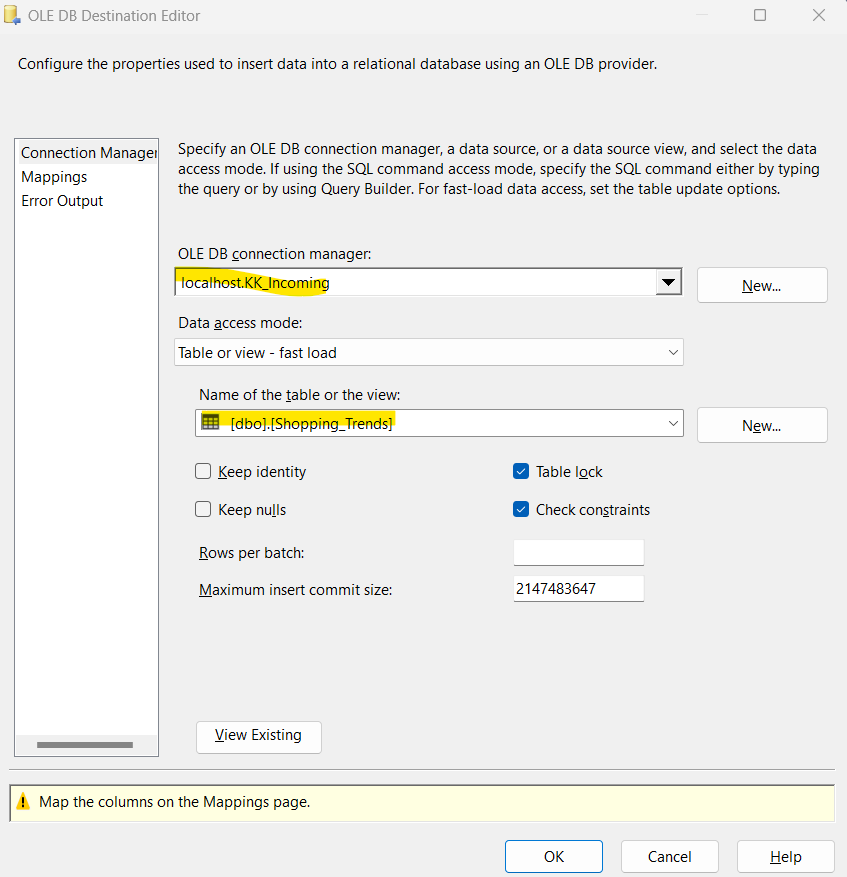 OLE DB Destination Editor
Configure the properties used to insert data into a relational database using an OLE DB provider.
Connection Manager
Mappings
Error Output
Specify an OLE DB connection manager, a data source, or a data source view, and select the data
access mode. If using the SQL command access mode, specify the SQL command either by typing
the query or by using Query Builder. For fast-load data access, set the table update options.
OLE DB connection manager:
localhost.KK_Incoming
New...
Data access mode:
Table or view - fast load
Name of the table or the view:
[dbo].[Shopping_Trends]
New...
Keep identity
Table lock
Keep nulls
Check constraints
Rows per batch:
Maximum insert commit size:
2147483647
View Existing
Map the columns on the Mappings page.
OK
Cancel
Help